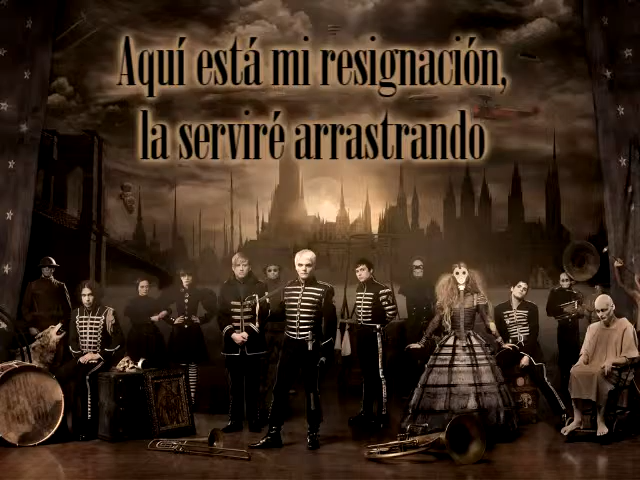 Aquí está mi resignación,
la serviré arrastrando